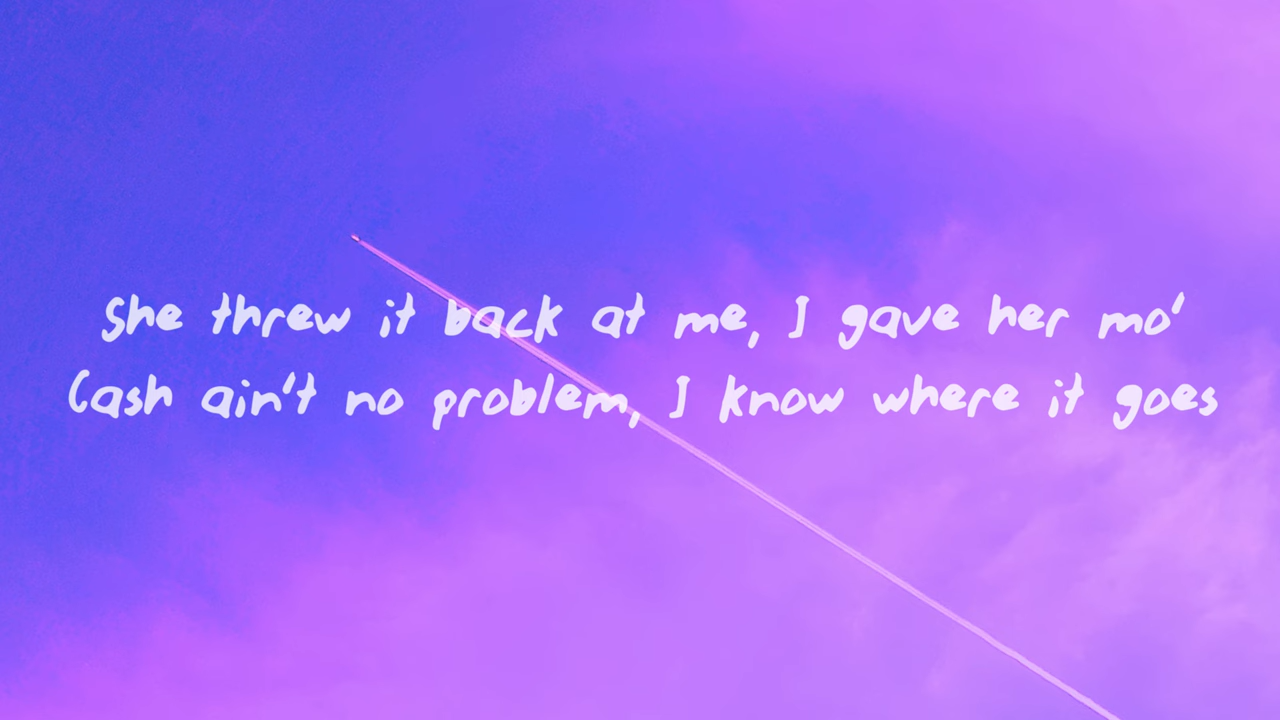 She threw it back at me, I gave her mo'
Cash ain't no problem, I know where it goes